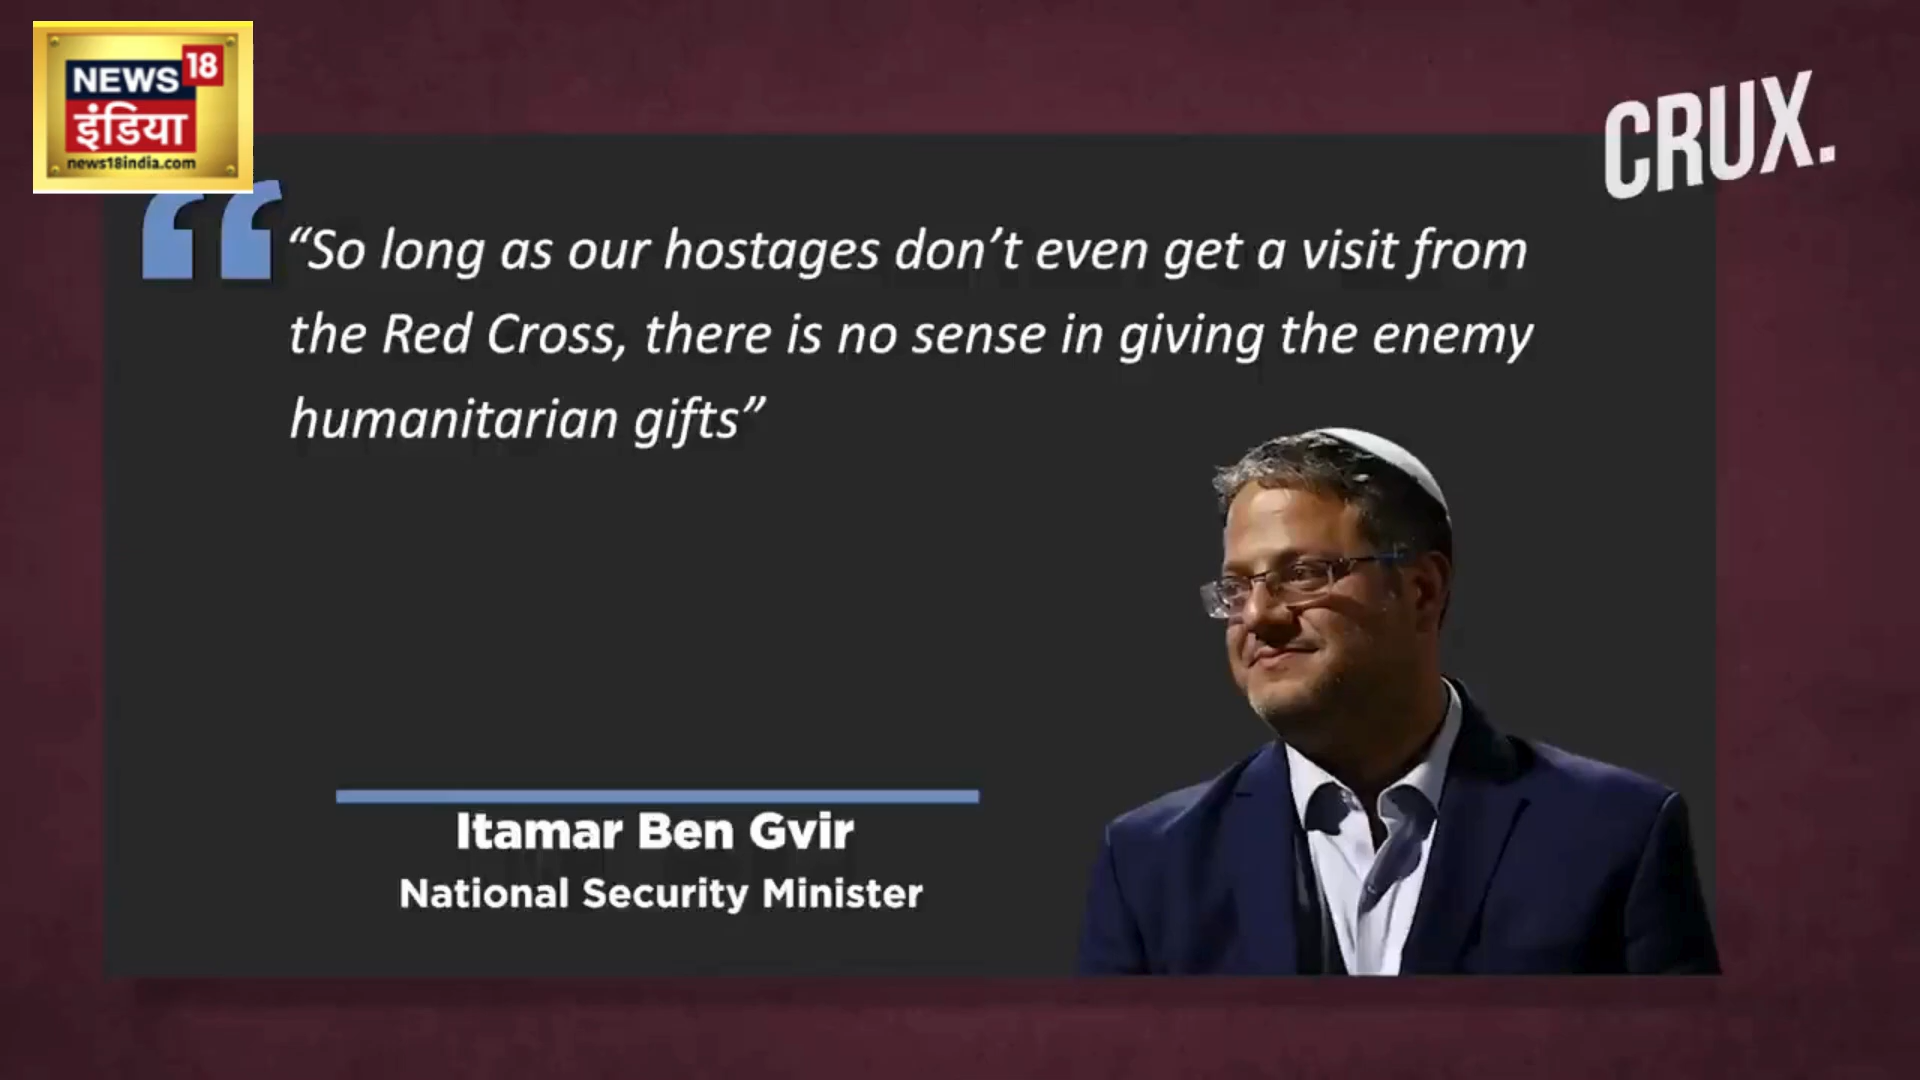 NEWS 18
इंडिया
news18india.com
CRUX.
“So long as our hostages don’t even get a visit from
the Red Cross, there is no sense in giving the enemy
humanitarian gifts”
Itamar Ben Gvir
National Security Minister